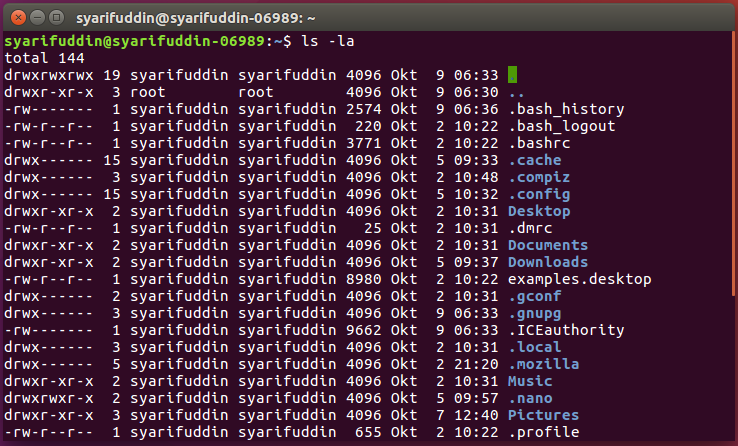 syarifuddin@syarifuddin-06989: ~
syarifuddin@syarifuddin-06989:~$ ls -la
total 144
drwxrwxrwx 19 syarifuddin syarifuddin 4096 Okt  9 06:33 .
drwxr-xr-x  3 root        root        4096 Okt  9 06:30 ..
-rw-------  1 syarifuddin syarifuddin 2574 Okt  9 06:36 .bash_history
-rw-r--r--  1 syarifuddin syarifuddin  220 Okt  2 10:22 .bash_logout
-rw-r--r--  1 syarifuddin syarifuddin 3771 Okt  2 10:22 .bashrc
drwx------ 15 syarifuddin syarifuddin 4096 Okt  5 09:33 .cache
drwx------  3 syarifuddin syarifuddin 4096 Okt  2 10:48 .compiz
drwx------ 15 syarifuddin syarifuddin 4096 Okt  5 10:32 .config
drwxr-xr-x  2 syarifuddin syarifuddin 4096 Okt  2 10:31 Desktop
-rw-r--r--  1 syarifuddin syarifuddin   25 Okt  2 10:31 .dmrc
drwxr-xr-x  2 syarifuddin syarifuddin 4096 Okt  2 10:31 Documents
drwxr-xr-x  2 syarifuddin syarifuddin 4096 Okt  5 09:37 Downloads
-rw-r--r--  1 syarifuddin syarifuddin 8980 Okt  2 10:22 examples.desktop
drwx------  2 syarifuddin syarifuddin 4096 Okt  2 10:31 .gconf
drwx------  3 syarifuddin syarifuddin 4096 Okt  9 06:33 .gnupg
-rw-------  1 syarifuddin syarifuddin 9662 Okt  9 06:33 .ICEauthority
drwx------  3 syarifuddin syarifuddin 4096 Okt  2 10:31 .local
drwx------  5 syarifuddin syarifuddin 4096 Okt  2 21:20 .mozilla
drwxr-xr-x  2 syarifuddin syarifuddin 4096 Okt  2 10:31 Music
drwxrwxr-x  2 syarifuddin syarifuddin 4096 Okt  5 09:57 .nano
drwxr-xr-x  3 syarifuddin syarifuddin 4096 Okt  7 12:40 Pictures
-rw-r--r--  1 syarifuddin syarifuddin  655 Okt  2 10:22 .profile